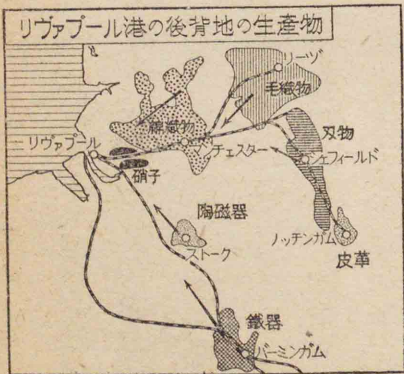 リヴァプール港の後背地の生産物
リーヅ
毛織物
綿織物
リヴァプール
チェスター
刃物
シェフィールド
硝子
陶磁器
ストーク
ノッチンガム
皮革
鐵器
バーミンガム